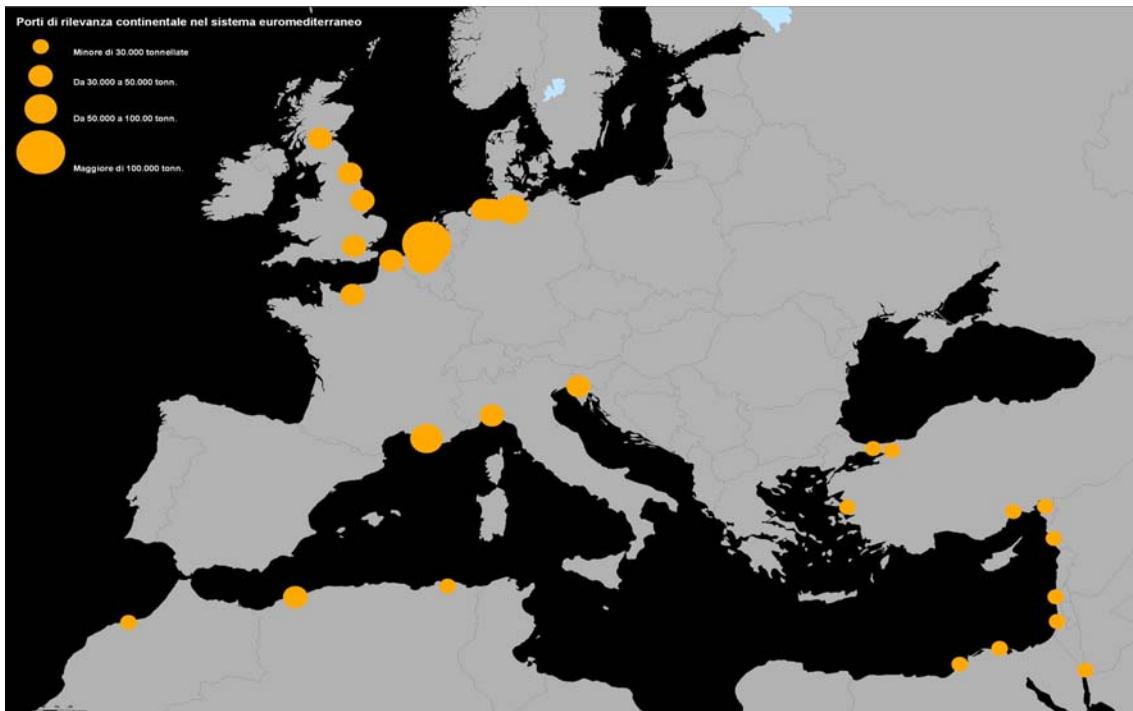 Porti di rilevanza continentale nel sistema euromediterraneo
Minore di 30.000 tonnellate
Da 30.000 a 50.000 tonn.
Da 50.000 a 100.00 tonn.
Maggiore di 100.000 tonn.